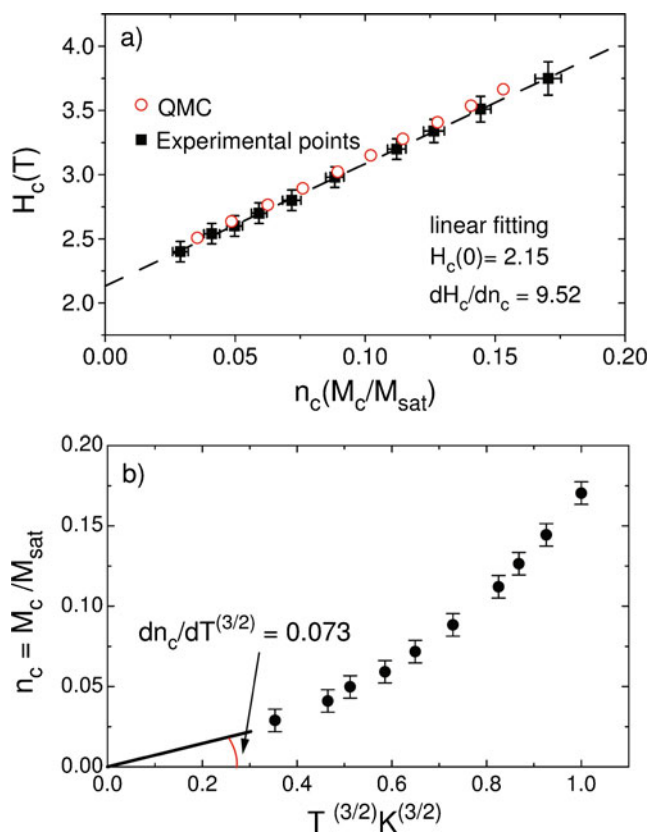 a)
4.0
3.5
3.0
2.5
2.0
H_c(T)
QMC
Experimental points
linear fitting
H_c(0)= 2.15
dH_c/dn_c = 9.52
0.00 0.05 0.10 0.15 0.20
n_c(M_c/M_sat)
b)
0.20
0.15
0.10
0.05
0.00
n_c = M_c/M_sat
dn_c/dT^(3/2) = 0.073
0.0 0.2 0.4 0.6 0.8 1.0
T^(3/2)K^(3/2)